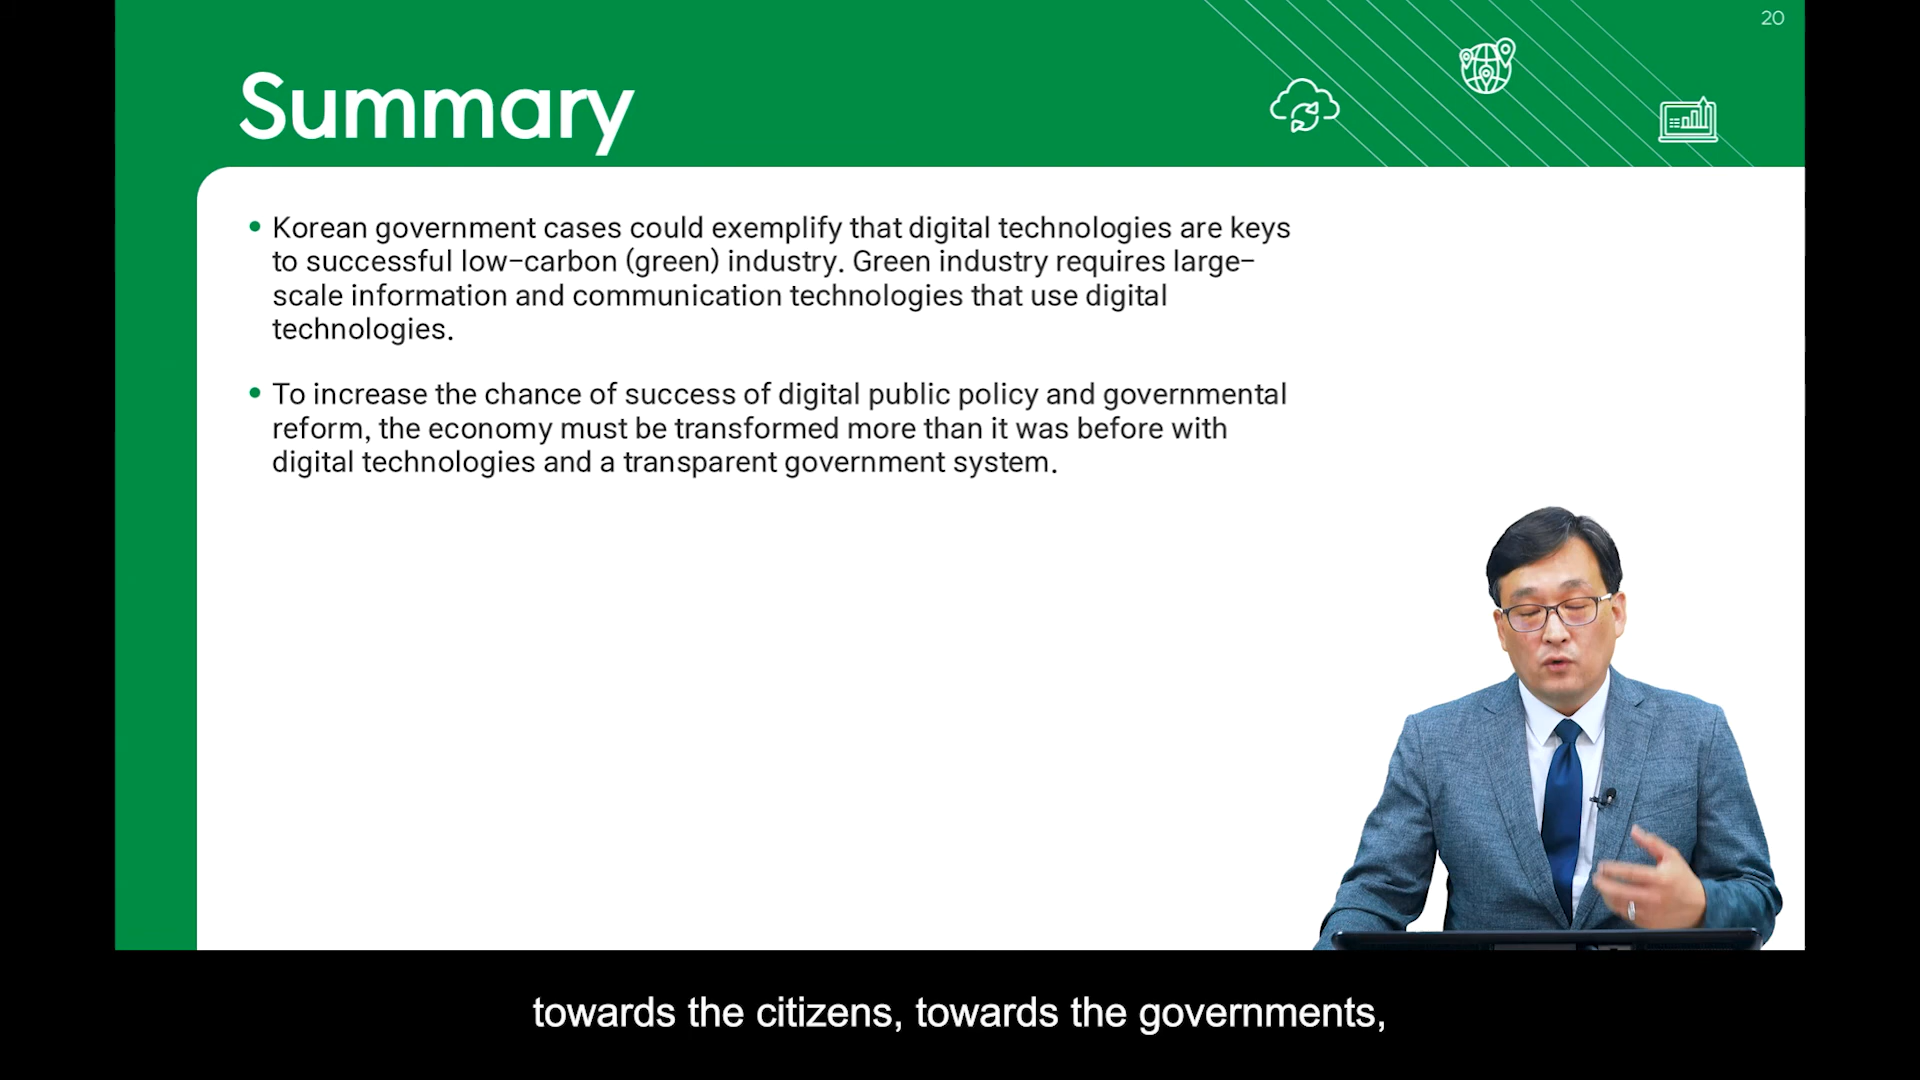 20
Summary
• Korean government cases could exemplify that digital technologies are keys
to successful low-carbon (green) industry. Green industry requires large-
scale information and communication technologies that use digital
technologies.
• To increase the chance of success of digital public policy and governmental
reform, the economy must be transformed more than it was before with
digital technologies and a transparent government system.
towards the citizens, towards the governments,